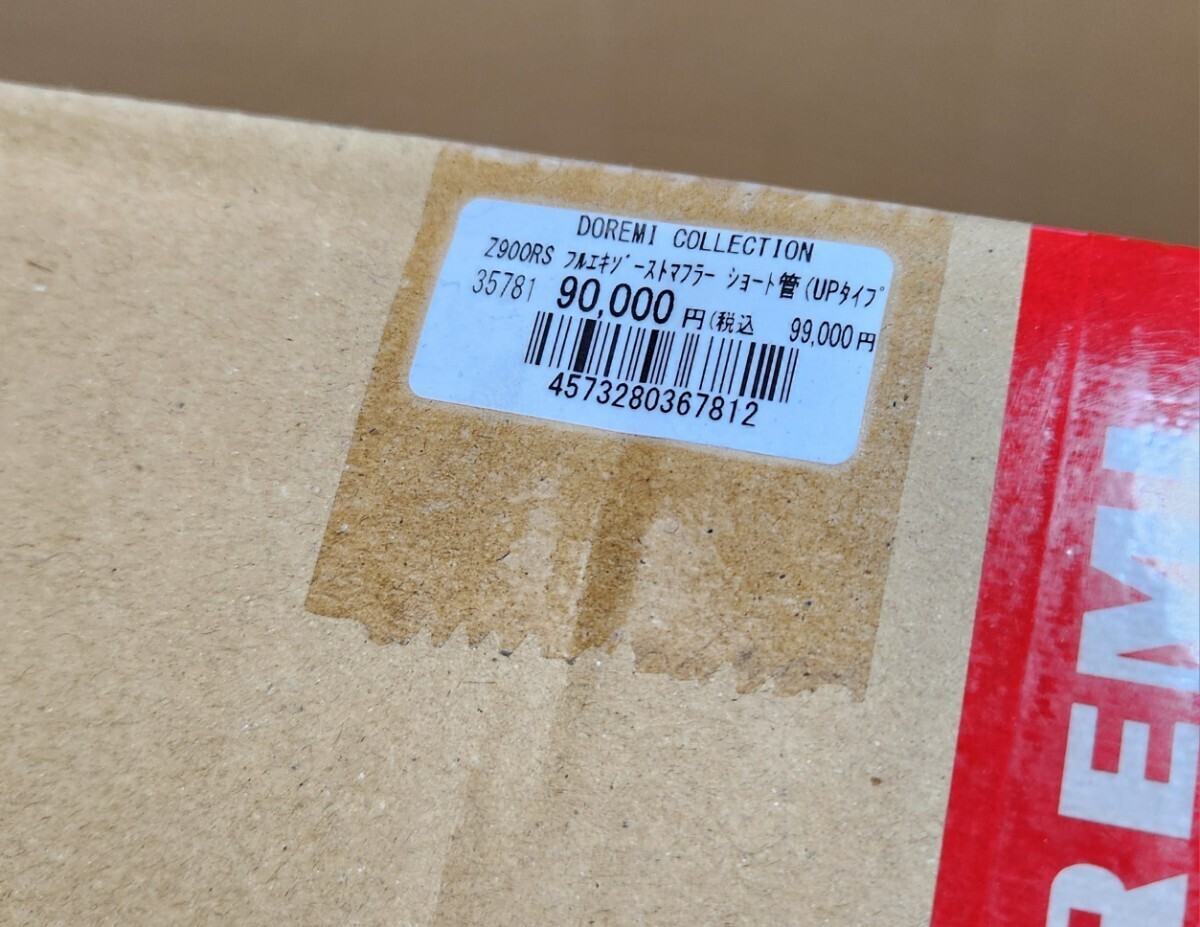 DOREMI COLLECTION
Z900RS ﾌﾙｴｷｿﾞｰｽﾄﾏﾌﾗｰ ｼｮｰﾄ管(UPﾀｲﾌﾟ
35781 90,000円(税込 99,000円
4573280367812
REMI